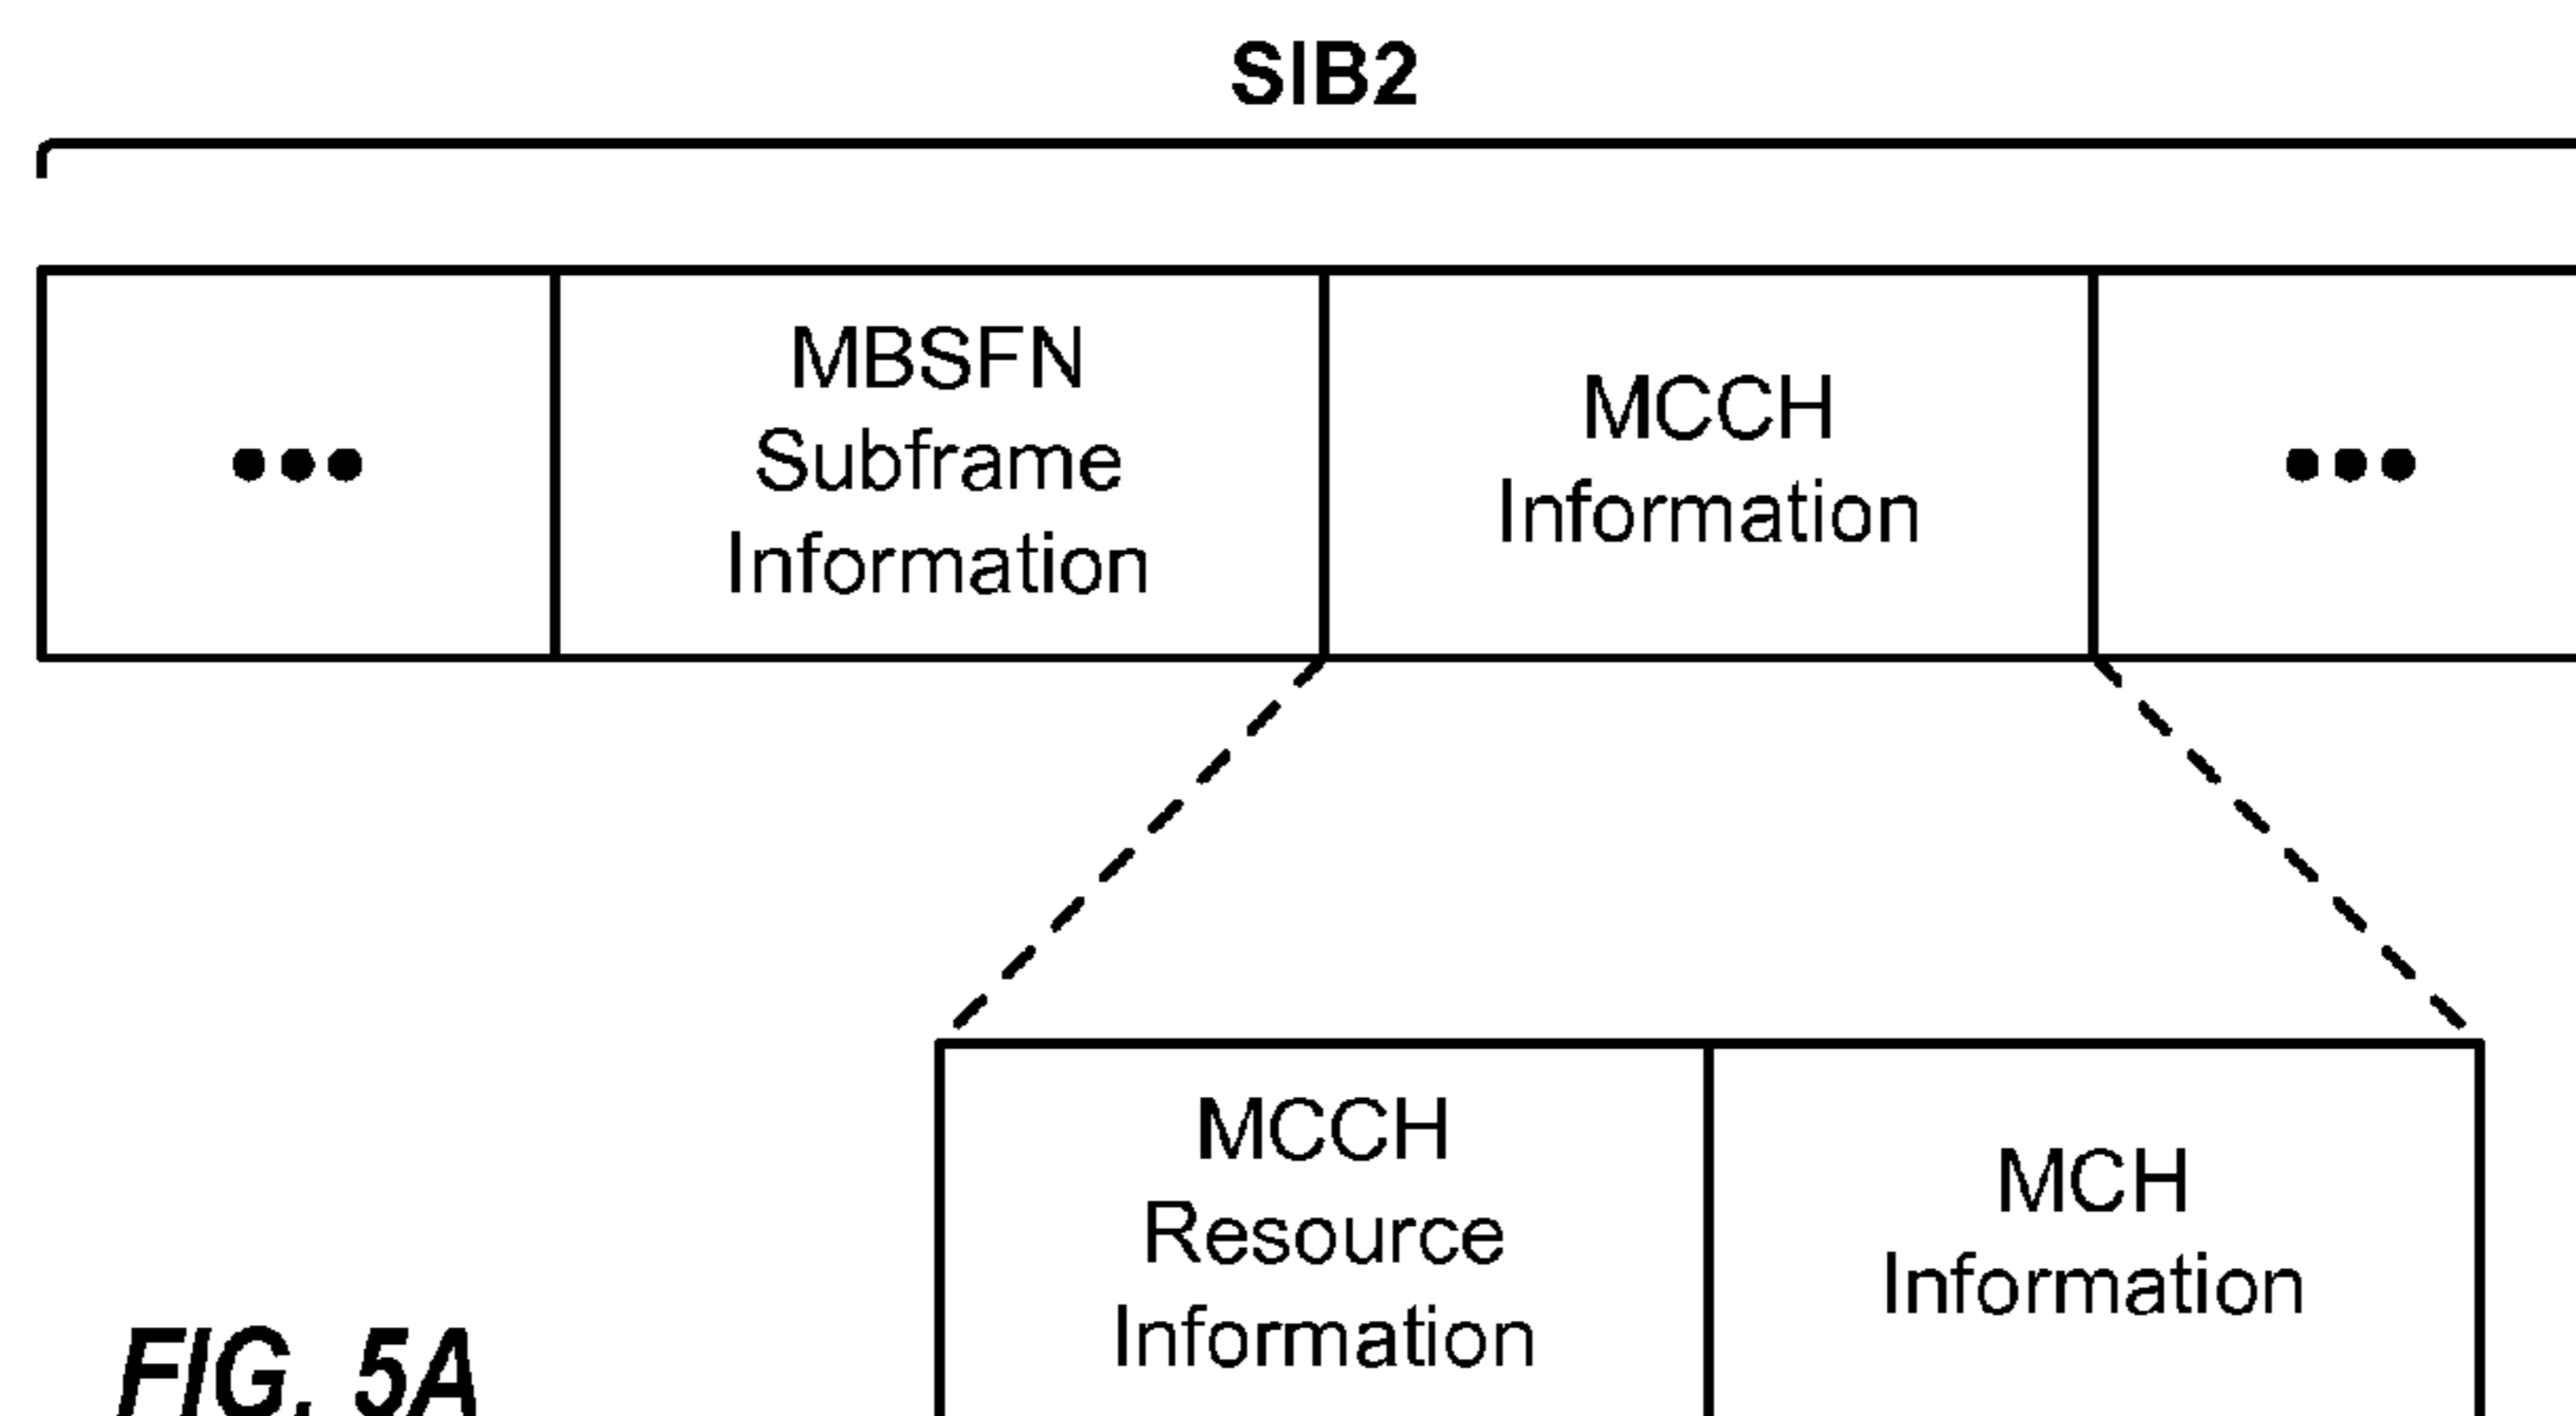 SIB2
•••
MBSFN
Subframe
Information
MCCH
Information
•••
MCCH
Resource
Information
MCH
Information
FIG. 5A